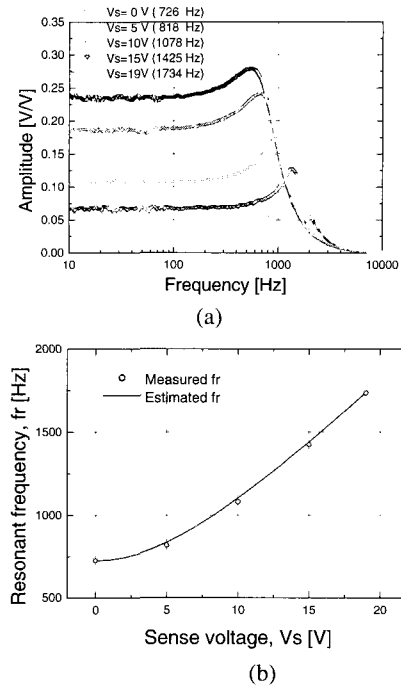 (a)
Vs= 0 V ( 726 Hz)
Vs= 5 V ( 818 Hz)
Vs=10V (1078 Hz)
Vs=15V (1425 Hz)
Vs=19V (1734 Hz)
0.35
0.30
0.25
0.20
0.15
0.10
0.05
0.00
Amplitude [V/V]
10
100
1000
10000
Frequency [Hz]
(a)
2000
1750
1500
1250
1000
750
500
Resonant frequency, fr [Hz]
Measured fr
Estimated fr
0
5
10
15
20
Sense voltage, Vs [V]
(b)